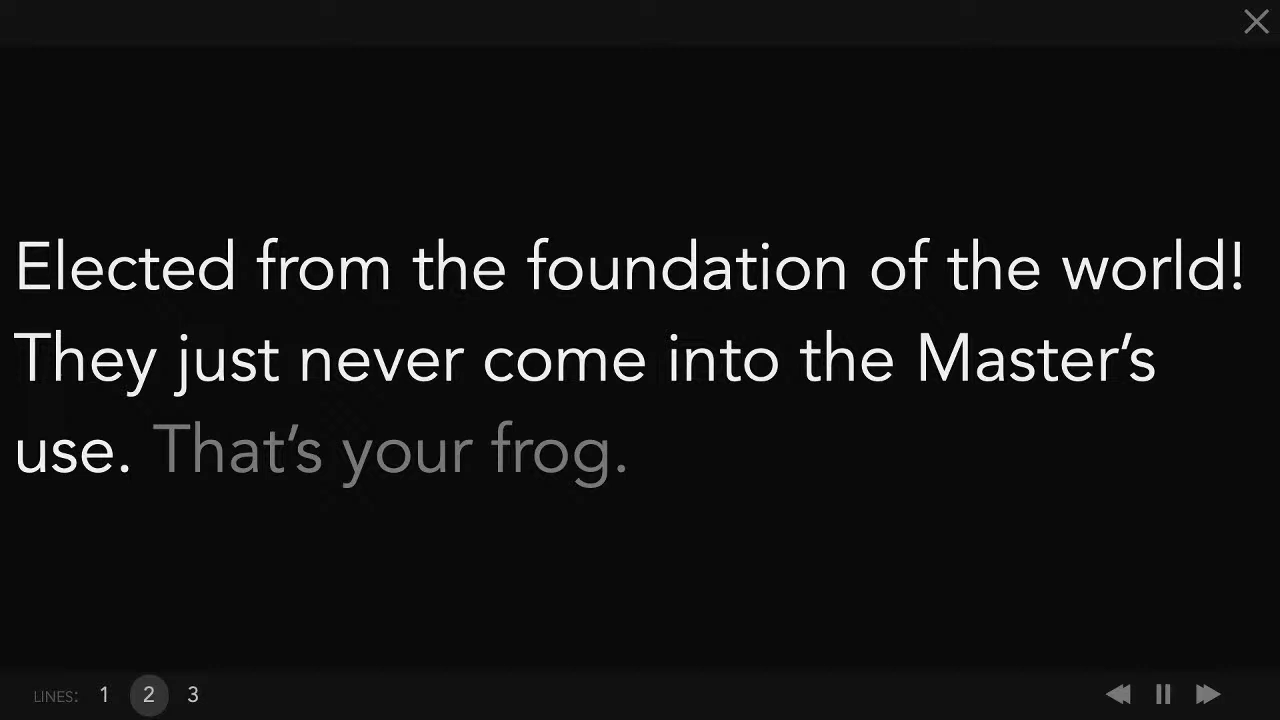 Elected from the foundation of the world!
They just never come into the Master’s
use. That’s your frog.
LINES: 1 2 3